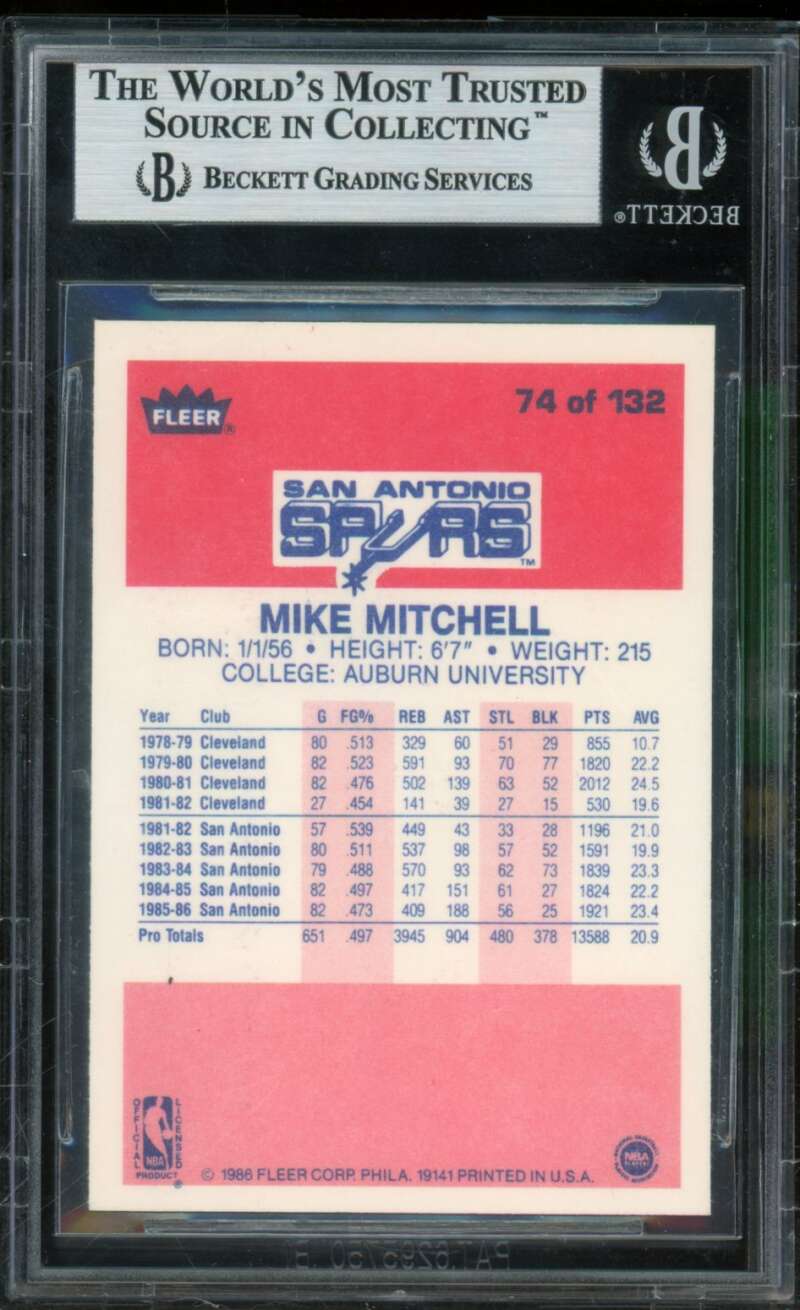 THE WORLD'S MOST TRUSTED
SOURCE IN COLLECTING™
B BECKETT GRADING SERVICES
B
BECKETT®
FLEER®
74 of 132
SAN ANTONIO
SPURS™
MIKE MITCHELL
BORN: 1/1/56 • HEIGHT: 6'7" • WEIGHT: 215
COLLEGE: AUBURN UNIVERSITY
Year Club G FG% REB AST STL BLK PTS AVG
1978-79 Cleveland 80 .513 329 60 51 29 855 10.7
1979-80 Cleveland 82 .523 591 93 70 77 1820 22.2
1980-81 Cleveland 82 .476 502 139 63 52 2012 24.5
1981-82 Cleveland 27 .454 141 39 27 15 530 19.6
1981-82 San Antonio 57 .539 449 43 33 28 1196 21.0
1982-83 San Antonio 80 .511 537 98 57 52 1591 19.9
1983-84 San Antonio 79 .488 570 93 62 73 1839 23.3
1984-85 San Antonio 82 .497 417 151 61 27 1824 22.2
1985-86 San Antonio 82 .473 409 188 56 25 1921 23.4
Pro Totals 651 .497 3945 904 480 378 13588 20.9
OFFICIAL
LICENSED
NBA
PRODUCT®
© 1986 FLEER CORP. PHILA. 19141 PRINTED IN U.S.A.
NBA
PLAYERS